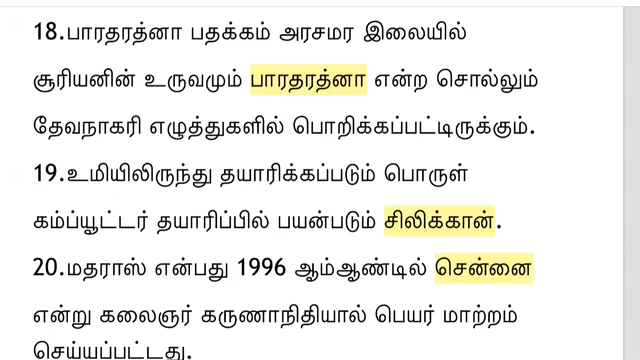 18.பாரதரத்னா பதக்கம் அரசமர இலையில்
சூரியனின் உருவமும் பாரதரத்னா என்ற சொல்லும்
தேவநாகரி எழுத்துகளில் பொறிக்கப்பட்டிருக்கும்.
19.உமியிலிருந்து தயாரிக்கப்படும் பொருள்
கம்ப்யூட்டர் தயாரிப்பில் பயன்படும் சிலிக்கான்.
20.மதராஸ் என்பது 1996 ஆம்ஆண்டில் சென்னை
என்று கலைஞர் கருணாநிதியால் பெயர் மாற்றம்
செய்யப்பட்டது.